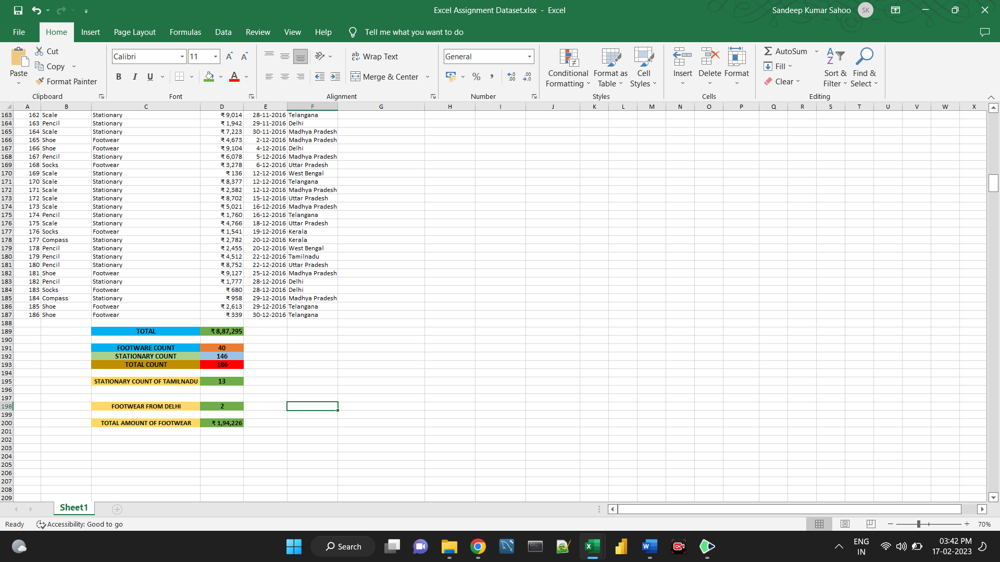 Excel Assignment Dataset.xlsx - Excel
Sandeep Kumar Sahoo SK
File Home Insert Page Layout Formulas Data Review View Help Tell me what you want to do
Paste
Cut
Copy
Format Painter
Clipboard
Calibri 11
B I U
Font
ab Wrap Text
Merge & Center
Alignment
General
%
Number
Conditional Formatting
Format as Table
Cell Styles
Styles
Insert Delete Format
Cells
AutoSum
Fill
Clear
Sort & Filter
Find & Select
Editing
A B C D E F G H I J K L M N O P Q R S T U V W X
163 162 Scale Stationary ₹ 9,014 28-11-2016 Telangana
164 163 Pencil Stationary ₹ 1,942 29-11-2016 Delhi
165 164 Scale Stationary ₹ 7,223 30-11-2016 Madhya Pradesh
166 165 Shoe Footwear ₹ 4,673 2-12-2016 Madhya Pradesh
167 166 Shoe Footwear ₹ 9,104 4-12-2016 Delhi
168 167 Pencil Stationary ₹ 6,078 5-12-2016 Madhya Pradesh
169 168 Socks Footwear ₹ 3,278 6-12-2016 Uttar Pradesh
170 169 Scale Stationary ₹ 136 12-12-2016 West Bengal
171 170 Scale Stationary ₹ 8,377 12-12-2016 Telangana
172 171 Scale Stationary ₹ 2,382 12-12-2016 Madhya Pradesh
173 172 Scale Stationary ₹ 8,702 15-12-2016 Uttar Pradesh
174 173 Scale Stationary ₹ 5,021 16-12-2016 Madhya Pradesh
175 174 Pencil Stationary ₹ 1,760 16-12-2016 Telangana
176 175 Scale Stationary ₹ 4,766 18-12-2016 Uttar Pradesh
177 176 Socks Footwear ₹ 1,541 19-12-2016 Kerala
178 177 Compass Stationary ₹ 2,782 20-12-2016 Kerala
179 178 Pencil Stationary ₹ 2,455 20-12-2016 West Bengal
180 179 Pencil Stationary ₹ 4,512 22-12-2016 Tamilnadu
181 180 Pencil Stationary ₹ 8,752 22-12-2016 Uttar Pradesh
182 181 Shoe Footwear ₹ 9,127 25-12-2016 Madhya Pradesh
183 182 Pencil Stationary ₹ 1,777 28-12-2016 Delhi
184 183 Socks Footwear ₹ 680 28-12-2016 Delhi
185 184 Compass Stationary ₹ 958 29-12-2016 Madhya Pradesh
186 185 Shoe Footwear ₹ 2,613 29-12-2016 Telangana
187 186 Shoe Footwear ₹ 339 30-12-2016 Telangana
188
189 TOTAL ₹ 8,87,295
190
191 FOOTWARE COUNT 40
192 STATIONARY COUNT 146
193 TOTAL COUNT 186
194
195 STATIONARY COUNT OF TAMILNADU 13
196
197
198 FOOTWEAR FROM DELHI 2
199
200 TOTAL AMOUNT OF FOOTWEAR ₹ 1,94,226
201
202
203
204
205
206
207
208
209
Sheet1
Ready Accessibility: Good to go
70%
Search
ENG
IN
03:42 PM
17-02-2023